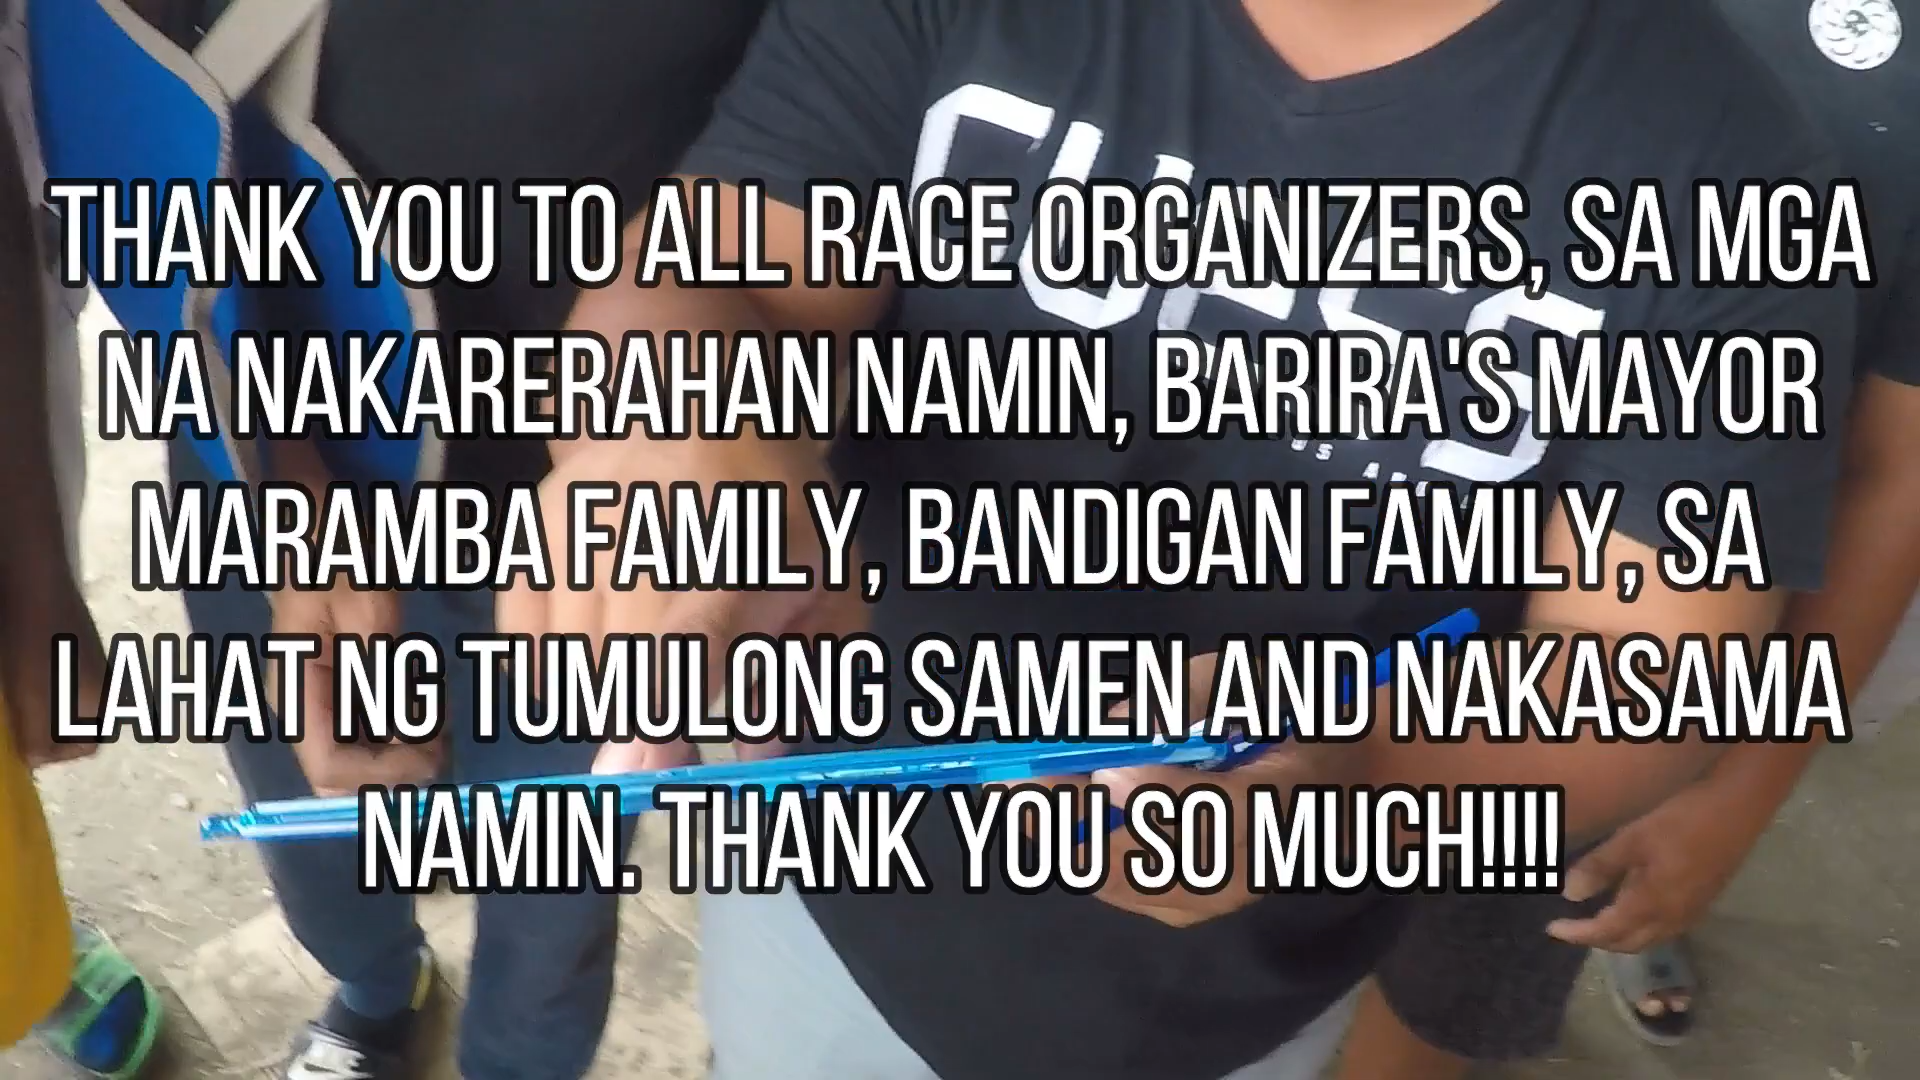 THANK YOU TO ALL RACE ORGANIZERS, SA MGA
NA NAKARERAHAN NAMIN, BARIRA'S MAYOR
MARAMBA FAMILY, BANDIGAN FAMILY, SA
LAHAT NG TUMULONG SAMEN AND NAKASAMA
NAMIN. THANK YOU SO MUCH!!!!
GUESS